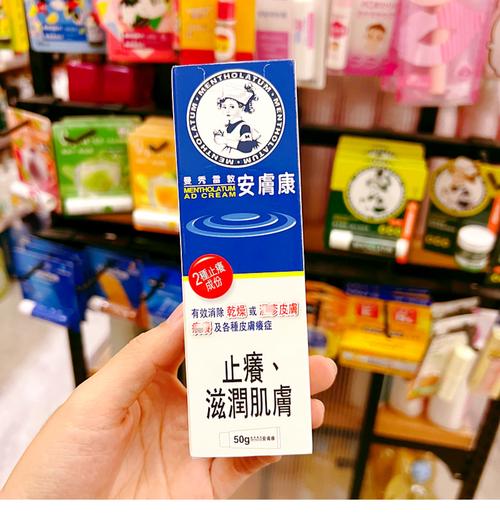 MENTHOLATUM • MENTHOLATUM • MENTHOLATUM •
曼秀雷敦
MENTHOLATUM
AD CREAM
安膚康
2種止癢
成份
有效消除 乾燥 或 濕疹皮膚
及各種皮膚癢症
止癢、
滋潤肌膚
50g